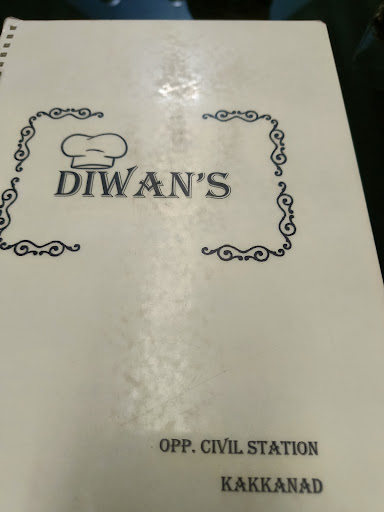 DIWAN'S
OPP. CIVIL STATION
KAKKANAD